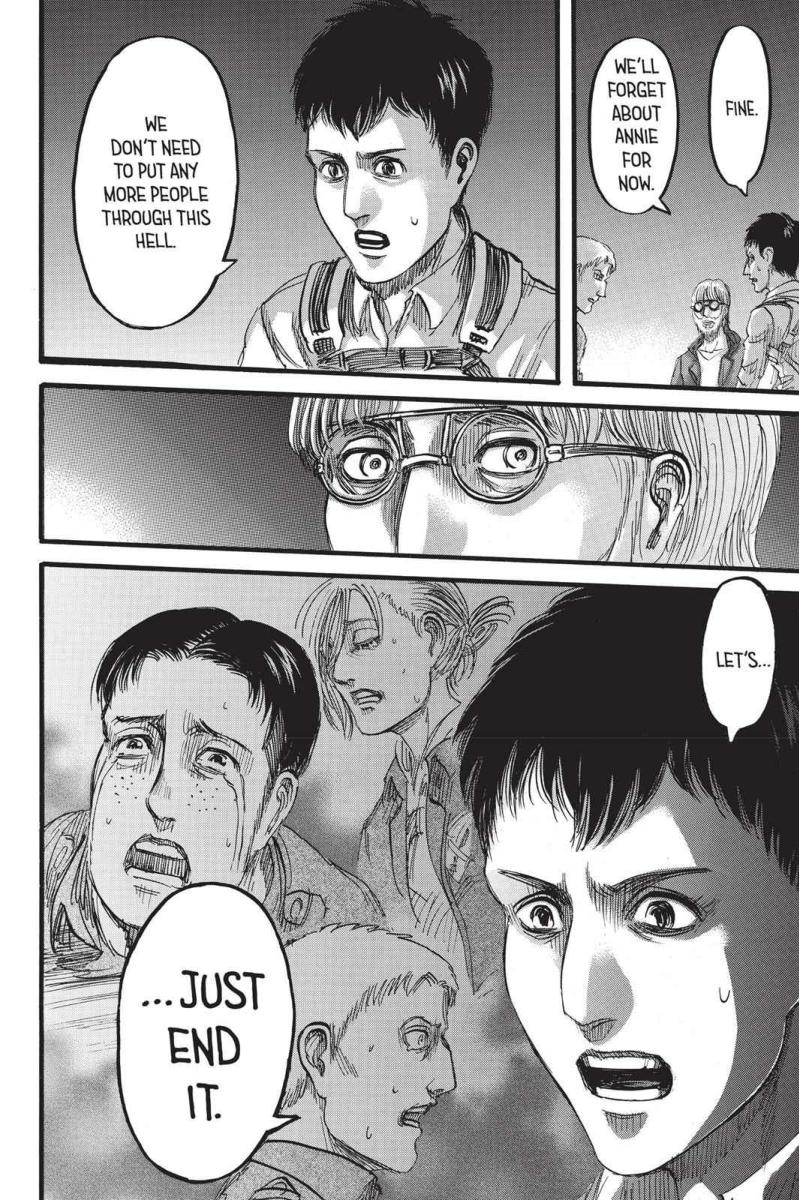 FINE.
WE'LL
FORGET
ABOUT
ANNIE
FOR
NOW.
WE
DON'T NEED
TO PUT ANY
MORE PEOPLE
THROUGH THIS
HELL.
LET'S...
...JUST
END
IT.